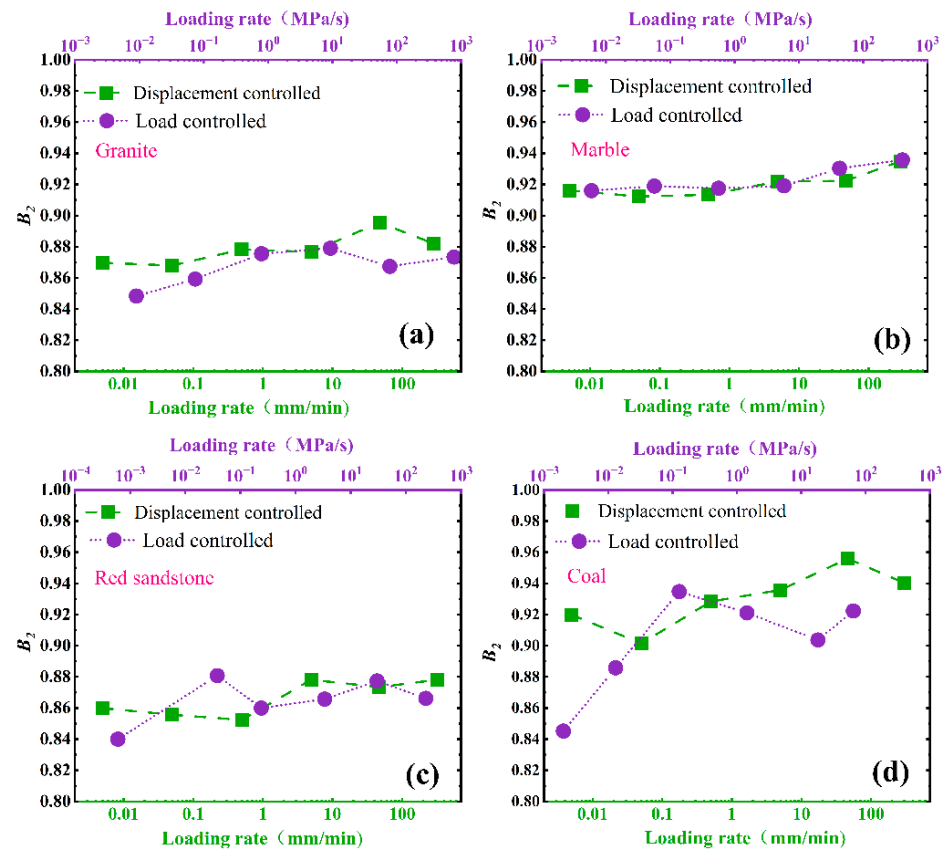 Loading rate（MPa/s）
10⁻³ 10⁻² 10⁻¹ 10⁰ 10¹ 10² 10³
1.00
0.98
0.96
0.94
0.92
0.90
0.88
0.86
0.84
0.82
0.80
B₂
Displacement controlled
Load controlled
Granite
(a)
0.01 0.1 1 10 100
Loading rate（mm/min)
Loading rate（MPa/s）
10⁻³ 10⁻² 10⁻¹ 10⁰ 10¹ 10² 10³
1.00
0.98
0.96
0.94
0.92
0.90
0.88
0.86
0.84
0.82
0.80
B₂
Displacement controlled
Load controlled
Marble
(b)
0.01 0.1 1 10 100
Loading rate（mm/min)
Loading rate（MPa/s）
10⁻⁴ 10⁻³ 10⁻² 10⁻¹ 10⁰ 10¹ 10² 10³
1.00
0.98
0.96
0.94
0.92
0.90
0.88
0.86
0.84
0.82
0.80
B₂
Displacement controlled
Load controlled
Red sandstone
(c)
0.01 0.1 1 10 100
Loading rate（mm/min)
Loading rate（MPa/s）
10⁻³ 10⁻² 10⁻¹ 10⁰ 10¹ 10² 10³
1.00
0.98
0.96
0.94
0.92
0.90
0.88
0.86
0.84
0.82
0.80
B₂
Displacement controlled
Load controlled
Coal
(d)
0.01 0.1 1 10 100
Loading rate（mm/min)